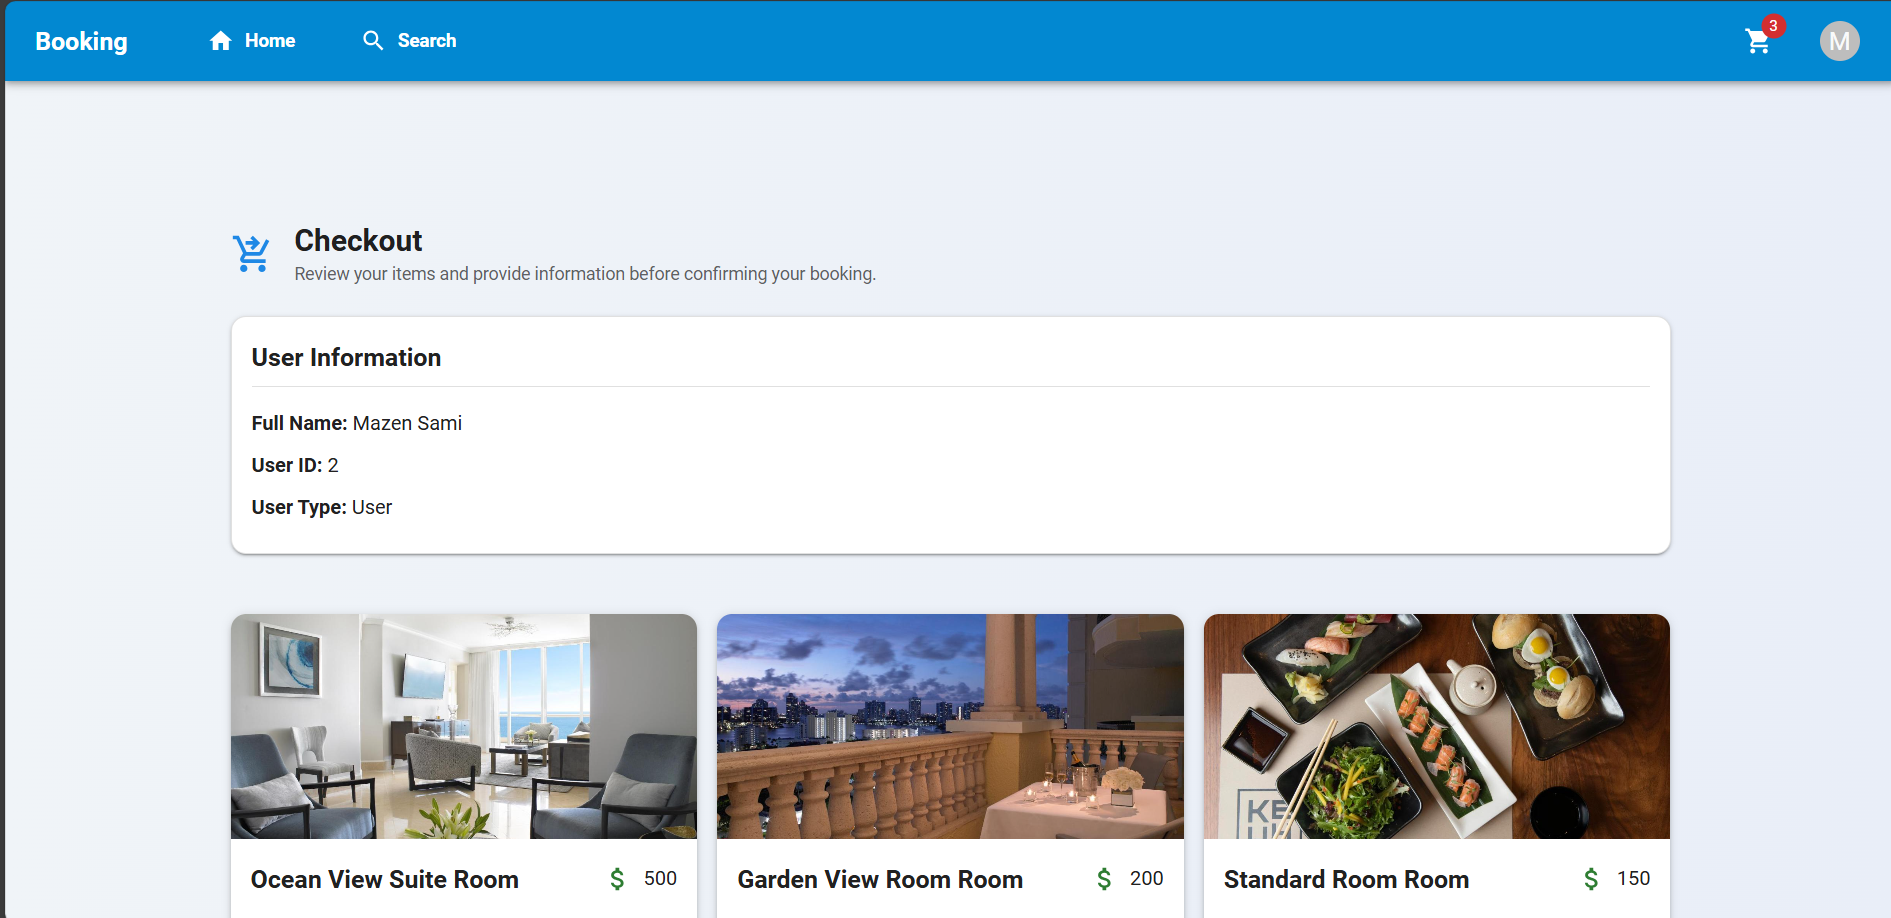 Booking
Home
Search
3
M
Checkout
Review your items and provide information before confirming your booking.
User Information
Full Name: Mazen Sami
User ID: 2
User Type: User
Ocean View Suite Room
$ 500
Garden View Room Room
$ 200
Standard Room Room
$ 150